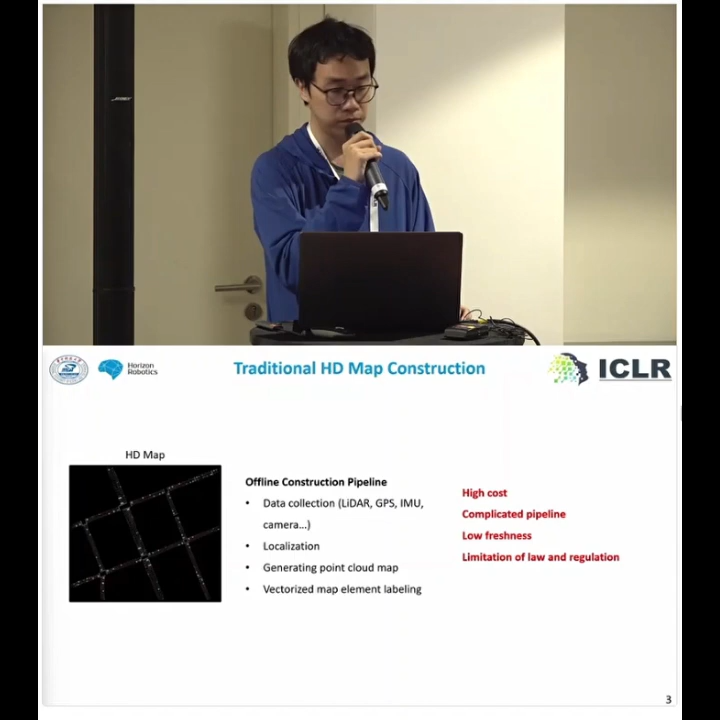 BOSE
Horizon
Robotics
Traditional HD Map Construction
ICLR
HD Map
Offline Construction Pipeline
• Data collection (LiDAR, GPS, IMU,
camera...)
• Localization
• Generating point cloud map
• Vectorized map element labeling
High cost
Complicated pipeline
Low freshness
Limitation of law and regulation
3